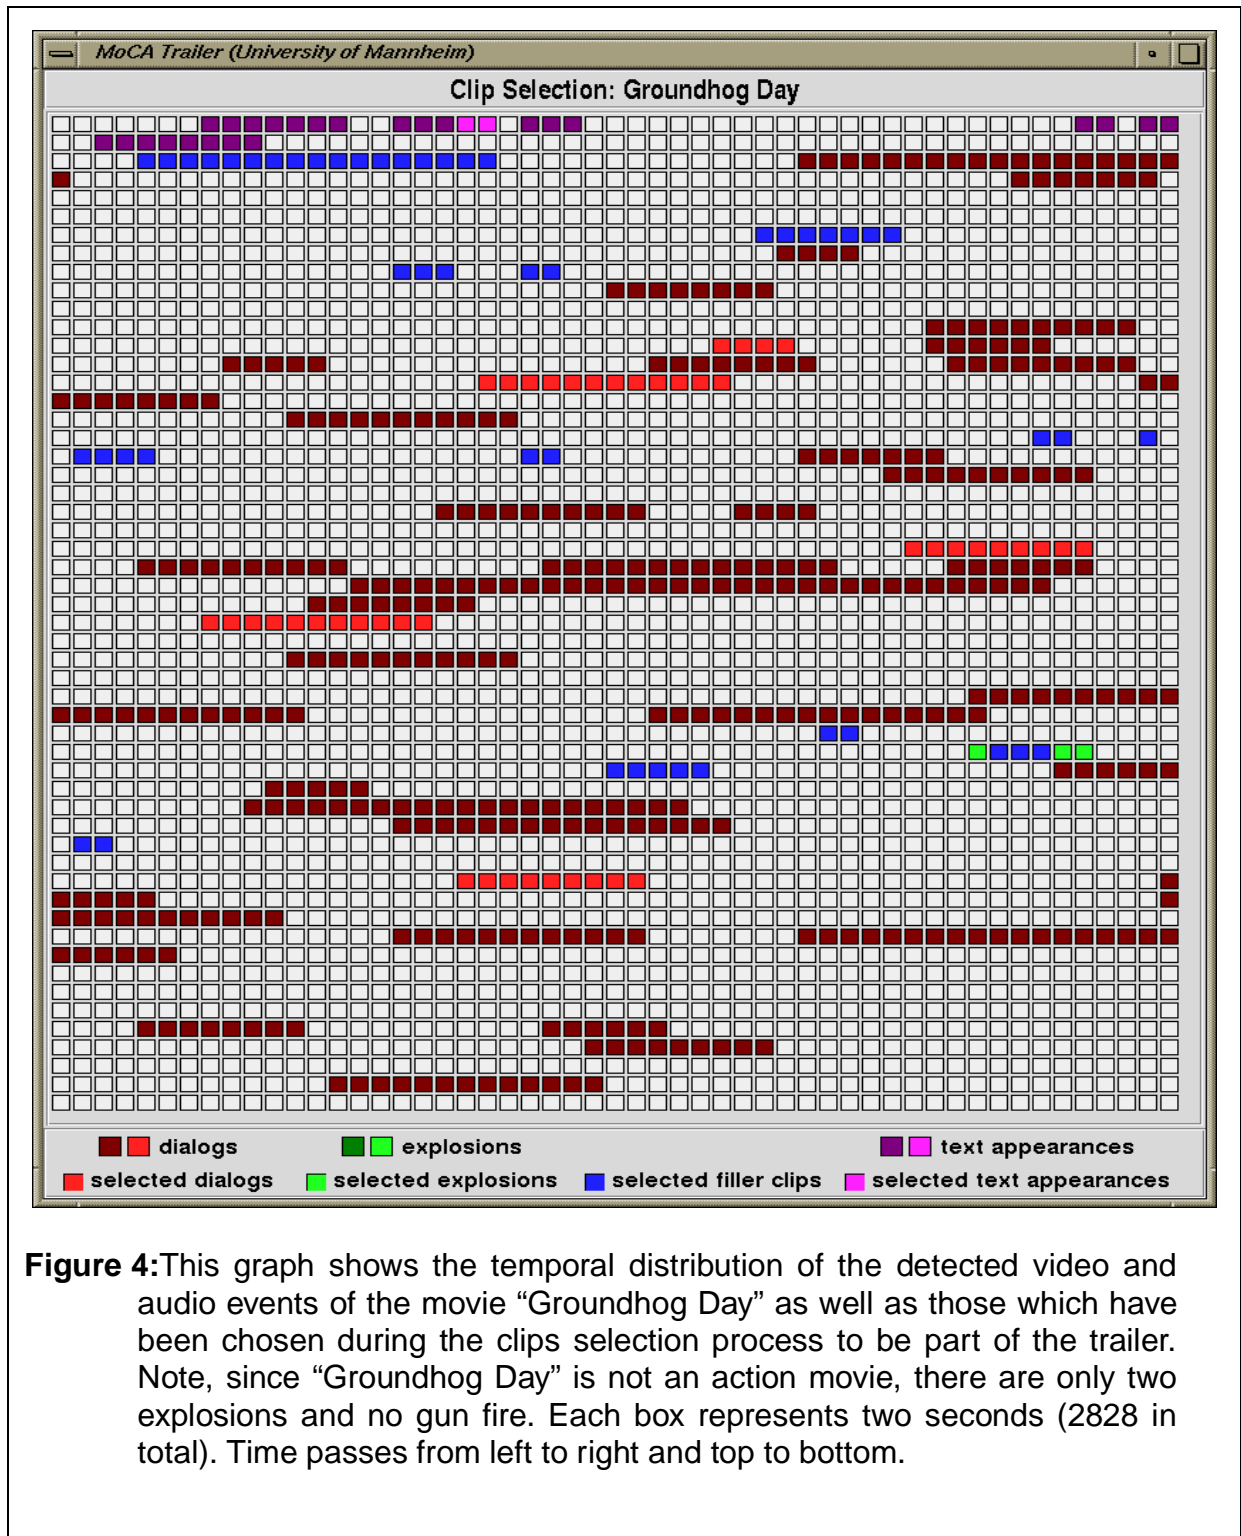 MoCA Trailer (University of Mannheim)
Clip Selection: Groundhog Day
dialogs explosions text appearances
selected dialogs selected explosions selected filler clips selected text appearances
Figure 4:This graph shows the temporal distribution of the detected video and
audio events of the movie “Groundhog Day” as well as those which have
been chosen during the clips selection process to be part of the trailer.
Note, since “Groundhog Day” is not an action movie, there are only two
explosions and no gun fire. Each box represents two seconds (2828 in
total). Time passes from left to right and top to bottom.